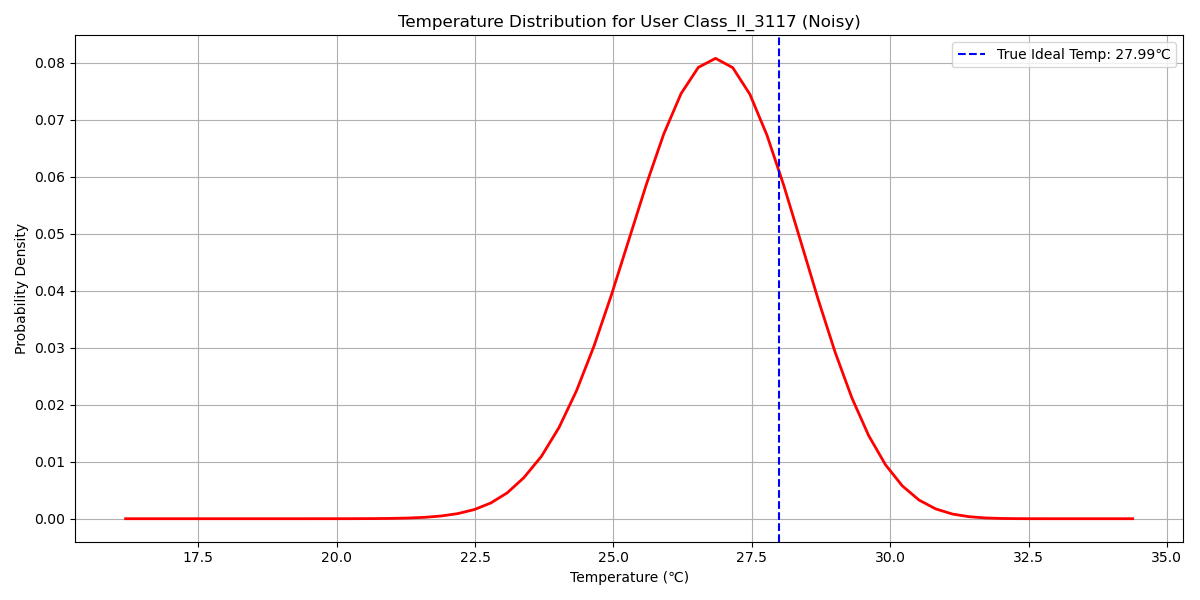 Temperature Distribution for User Class_II_3117 (Noisy)
True Ideal Temp: 27.99℃
Probability Density
0.08
0.07
0.06
0.05
0.04
0.03
0.02
0.01
0.00
17.5 20.0 22.5 25.0 27.5 30.0 32.5 35.0
Temperature (℃)